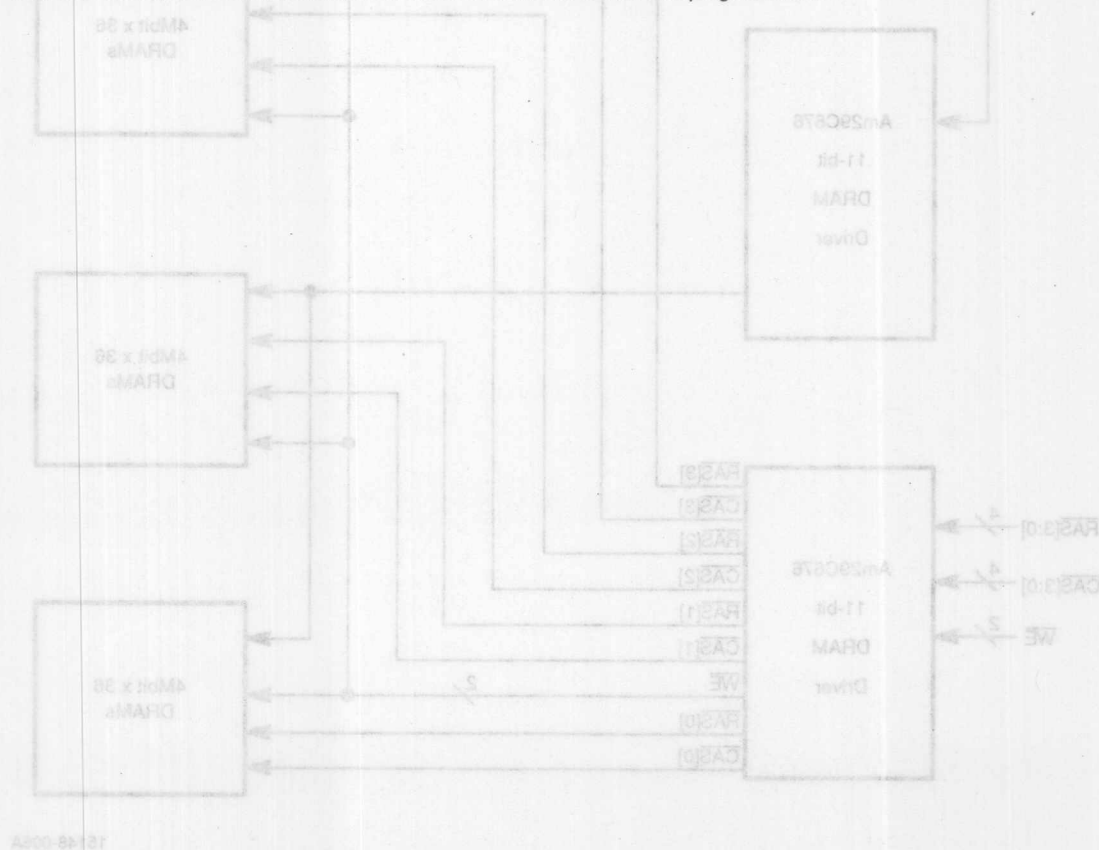 4Mbit x 36
DRAMs
Am29C676
11-bit
DRAM
Driver
4Mbit x 36
DRAMs
RAS[3]
CAS[3]
RAS[2]
CAS[2]
RAS[1]
CAS[1]
WE
RAS[0]
CAS[0]
2
Am29C676
11-bit
DRAM
Driver
4
RAS[3:0]
4
CAS[3:0]
2
WE
4Mbit x 36
DRAMs